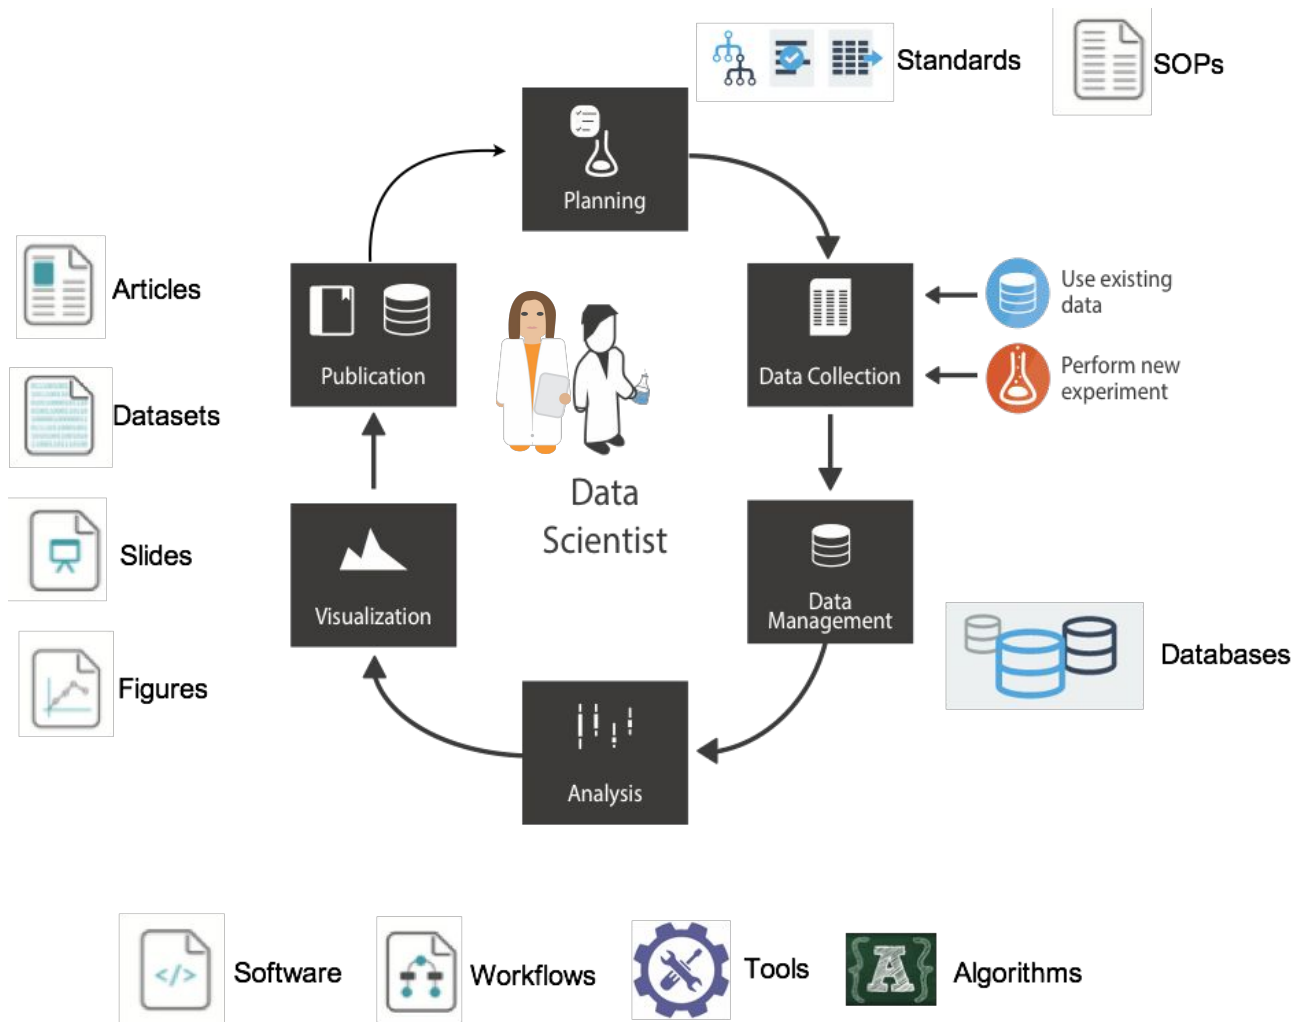 Standards
SOPs
Planning
Articles
Publication
Data Collection
Use existing
data
Perform new
experiment
Datasets
Data
Scientist
Slides
Visualization
Data
Management
Databases
Figures
Analysis
</>
Software
Workflows
Tools
{A}
Algorithms